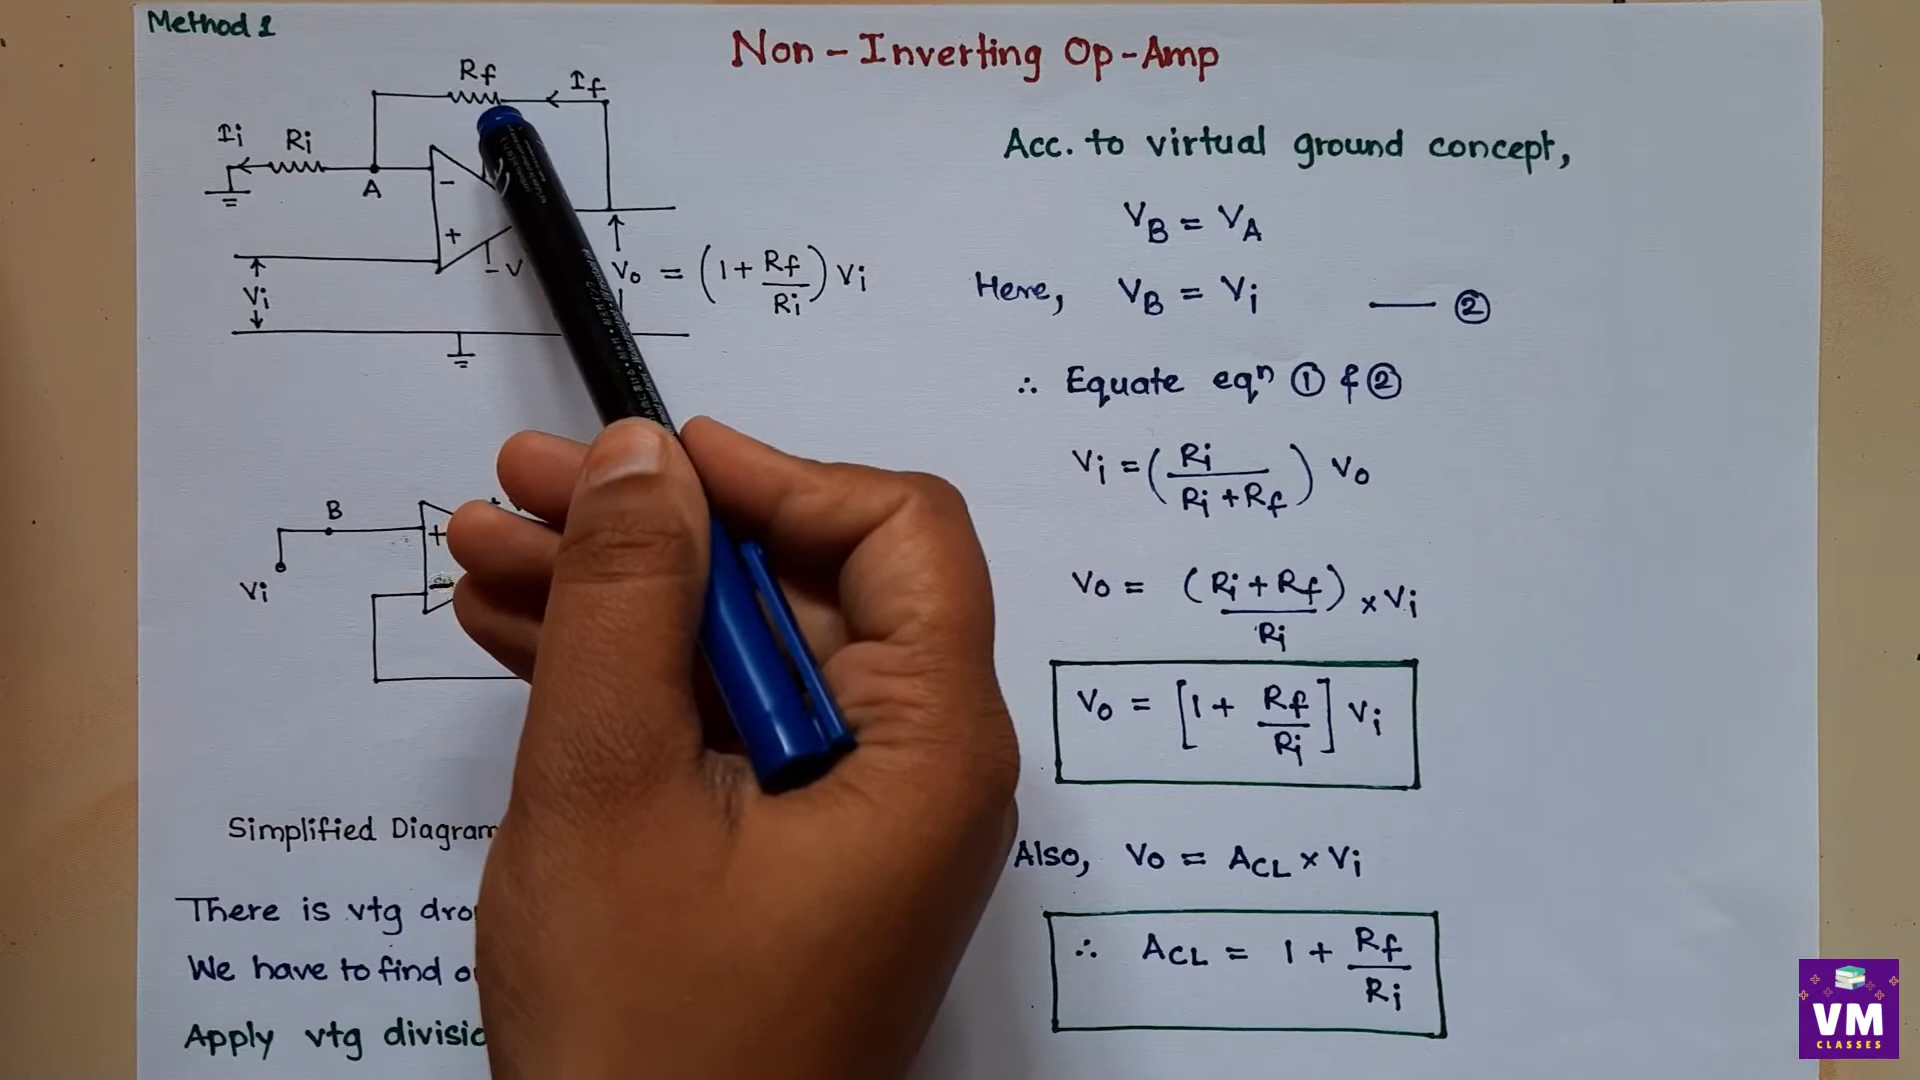 Method 1
Non-Inverting Op-Amp
Rf
If
Ii
Ri
A
-
+
-V
Vi
Vo = (1 + Rf/Ri) Vi
B
+
-
Vi
Simplified Diagram
There is vtg
We have to find
Apply vtg
Acc. to virtual ground concept,
VB = VA
Here, VB = Vi — ②
∴ Equate eqⁿ ① & ②
Vi = (Ri/Ri + Rf) Vo
Vo = (Ri + Rf)/Ri × Vi
Vo = [1 + Rf/Ri] Vi
Also, Vo = ACL × Vi
∴ ACL = 1 + Rf/Ri
VM
CLASSES